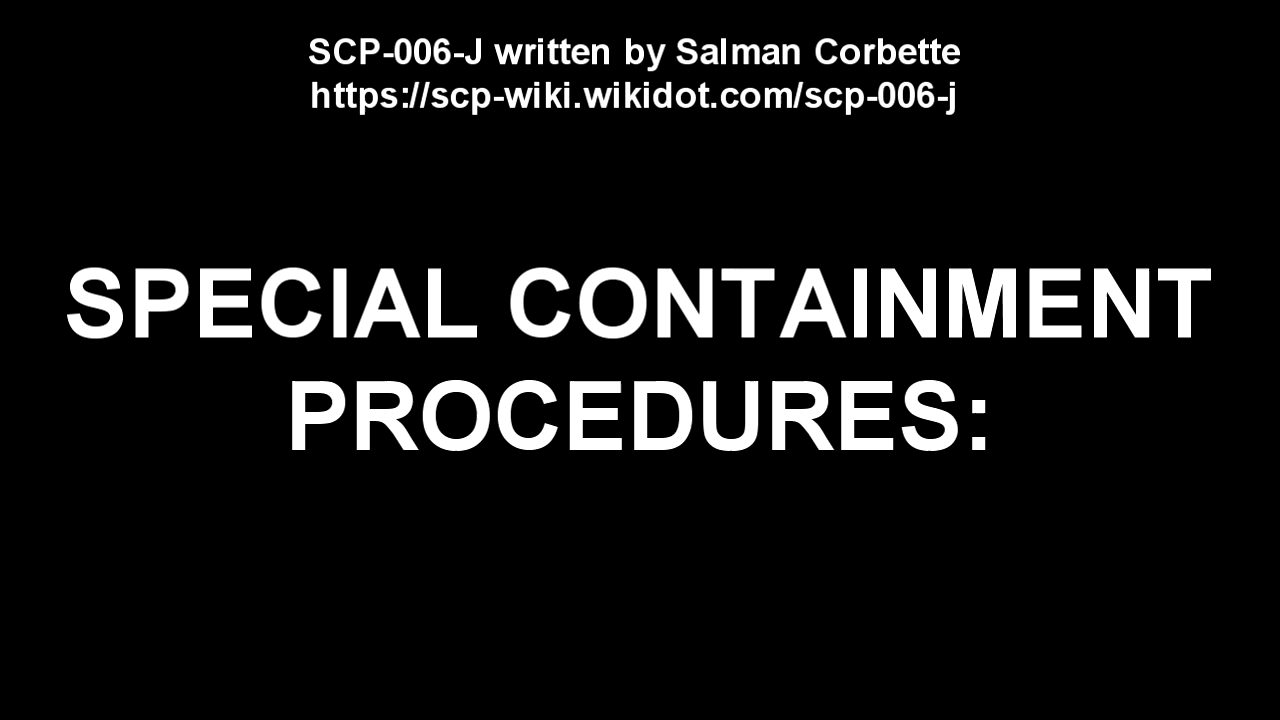 SCP-006-J written by Salman Corbette
https://scp-wiki.wikidot.com/scp-006-j
SPECIAL CONTAINMENT
PROCEDURES: